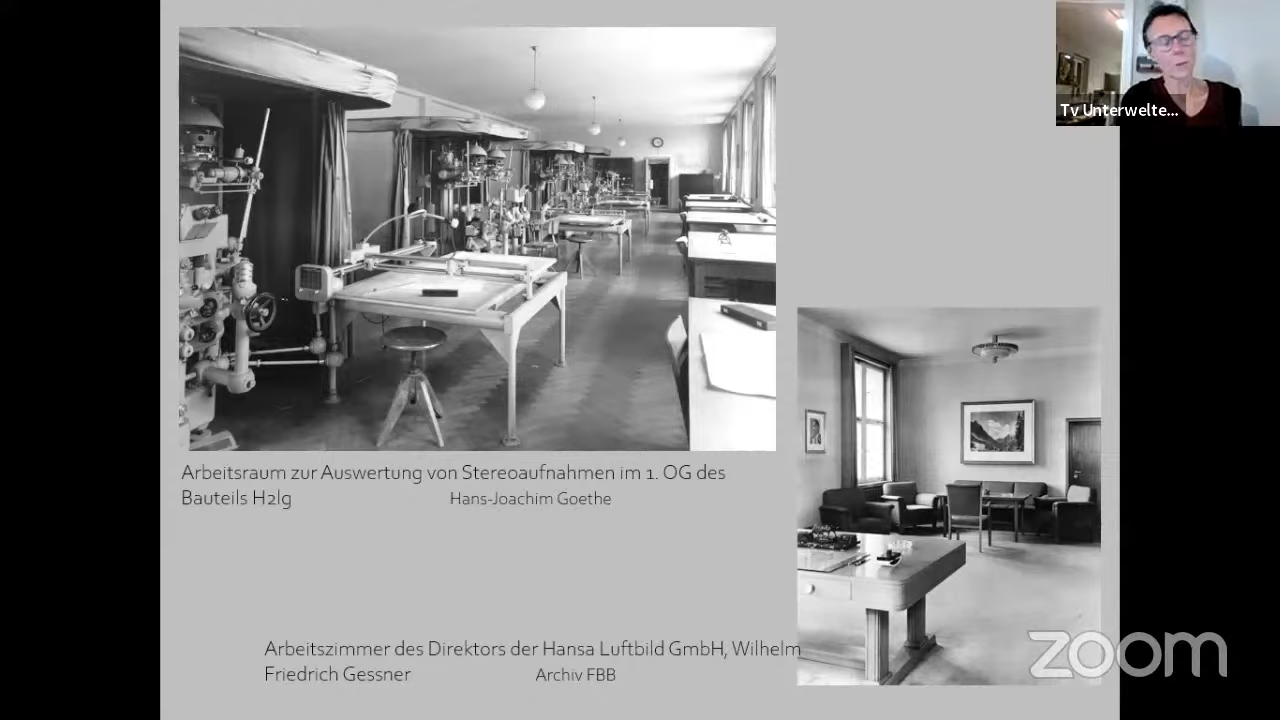 Tv Unterwelte...
Arbeitsraum zur Auswertung von Stereoaufnahmen im 1. OG des
Bauteils H2lg Hans-Joachim Goethe
Arbeitszimmer des Direktors der Hansa Luftbild GmbH, Wilhelm
Friedrich Gessner Archiv FBB
zoom